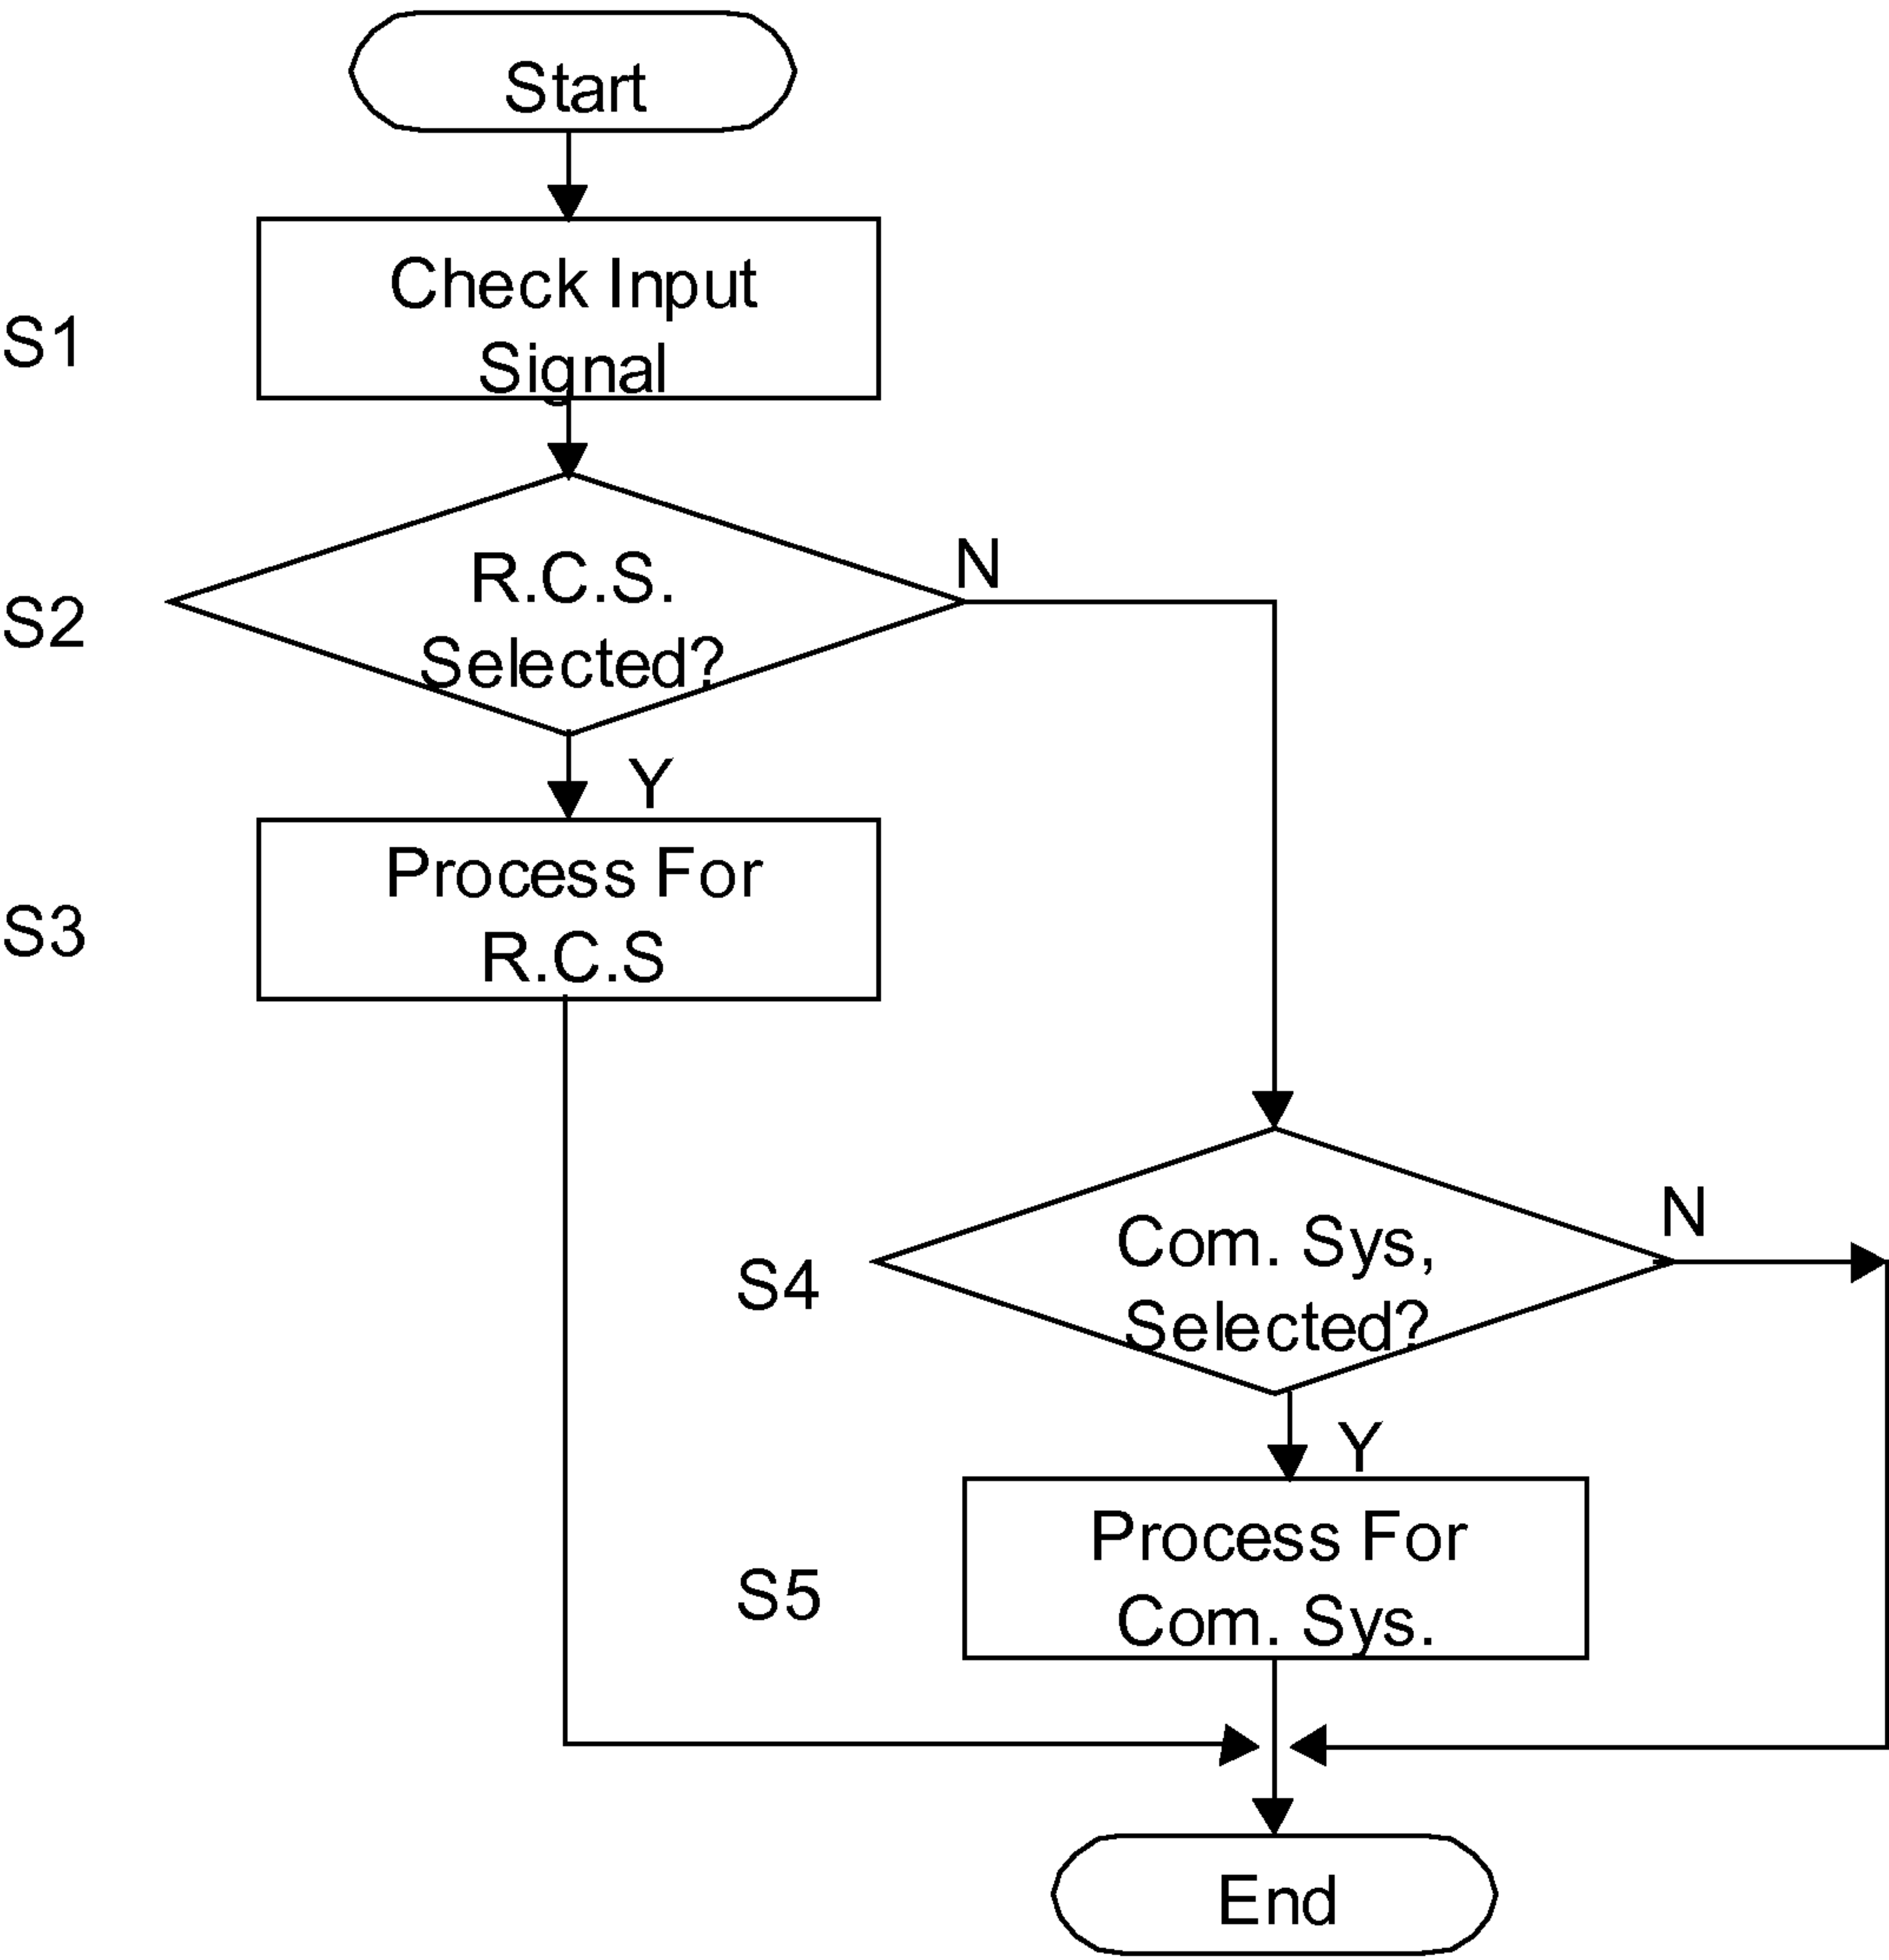 Start
S1
Check Input
Signal
S2
R.C.S.
Selected?
N
Y
S3
Process For
R.C.S
S4
Com. Sys,
Selected?
N
Y
S5
Process For
Com. Sys.
End